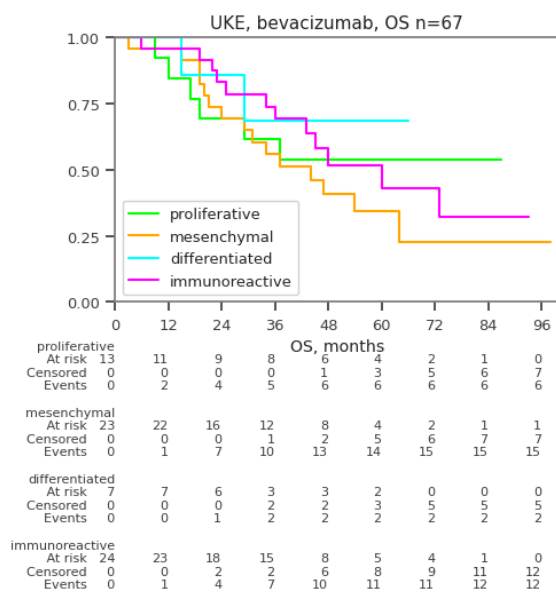 UKE, bevacizumab, OS n=67
1.00
0.75
0.50
0.25
0.00
proliferative
mesenchymal
differentiated
immunoreactive
0 12 24 36 48 60 72 84 96
OS, months
proliferative
At risk 13 11 9 8 6 4 2 1 0
Censored 0 0 0 0 1 3 5 6 7
Events 0 2 4 5 6 6 6 6 6
mesenchymal
At risk 23 22 16 12 8 4 2 1 1
Censored 0 0 0 1 2 5 6 7 7
Events 0 1 7 10 13 14 15 15 15
differentiated
At risk 7 7 6 3 3 2 0 0 0
Censored 0 0 0 2 2 3 5 5 5
Events 0 0 1 2 2 2 2 2 2
immunoreactive
At risk 24 23 18 15 8 5 4 1 0
Censored 0 0 2 2 6 8 9 11 12
Events 0 1 4 7 10 11 11 12 12